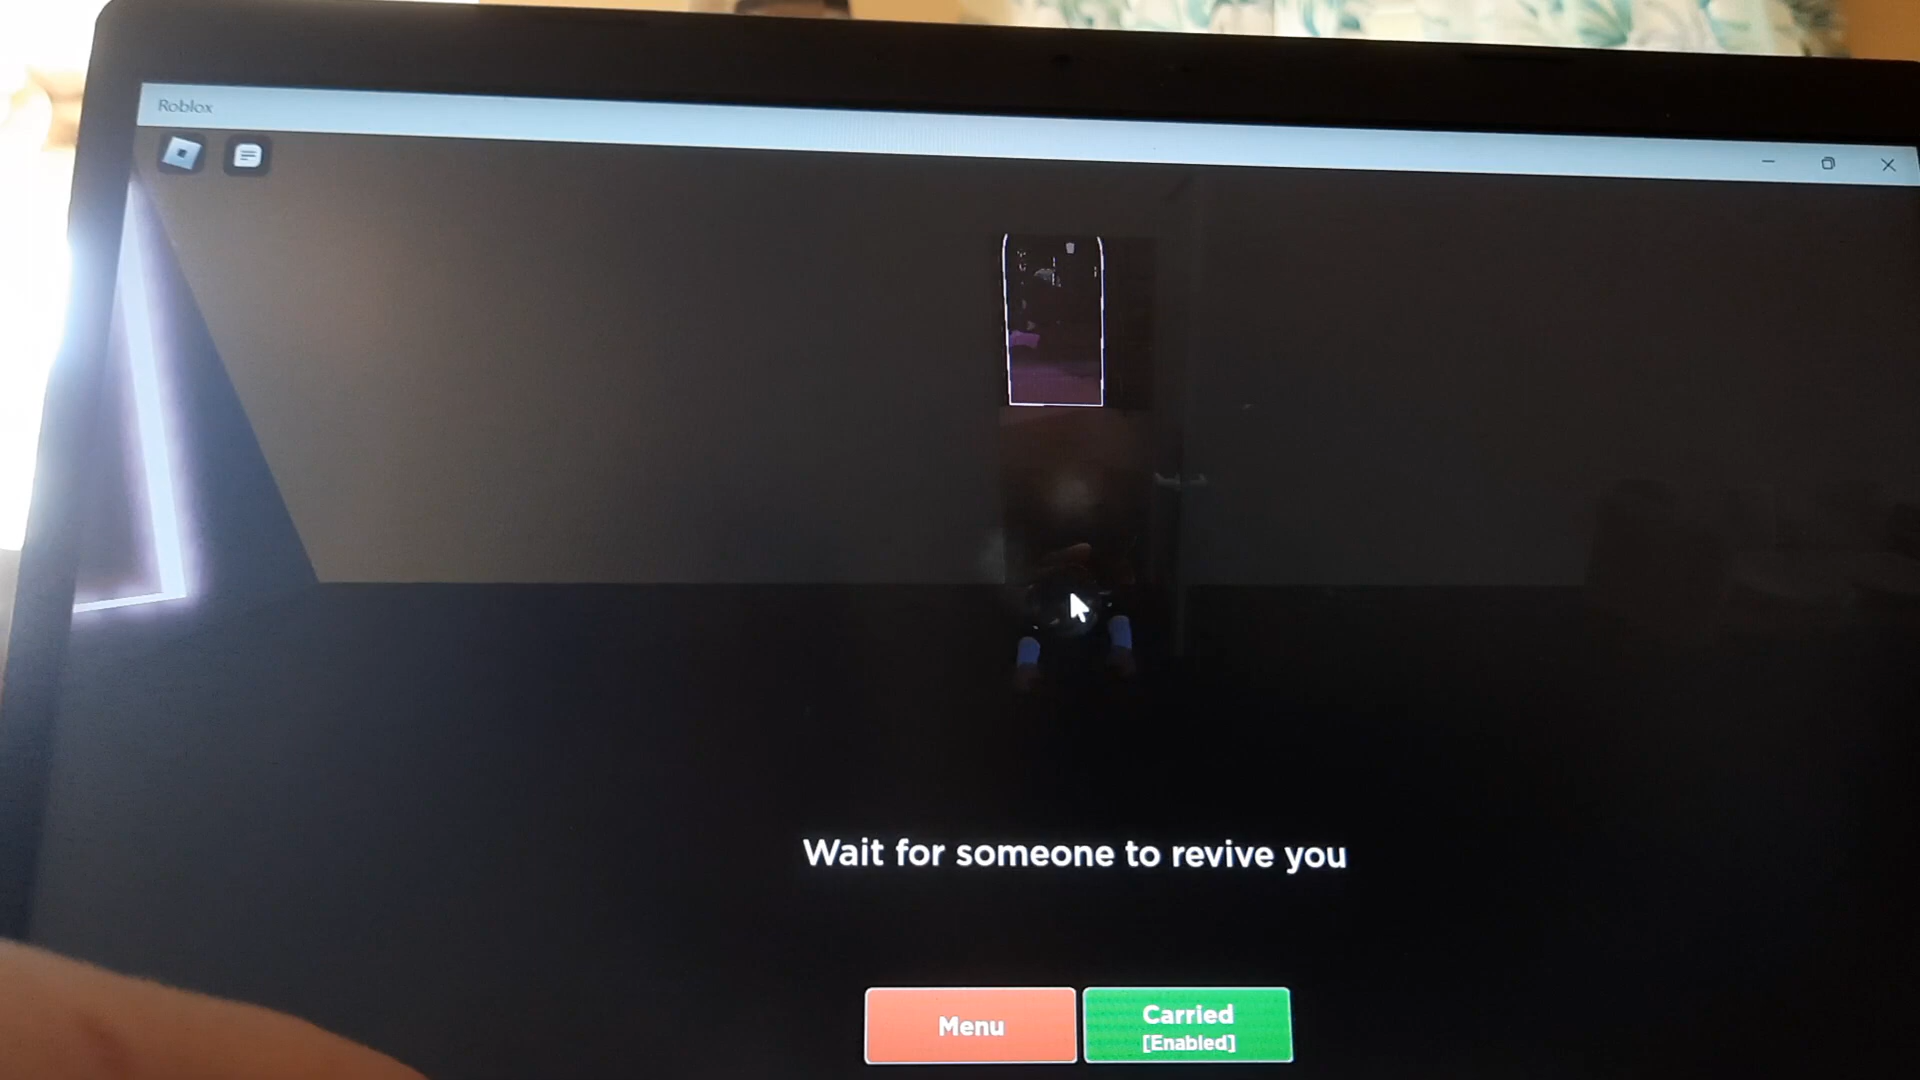 Roblox
Wait for someone to revive you
Menu
Carried
[Enabled]